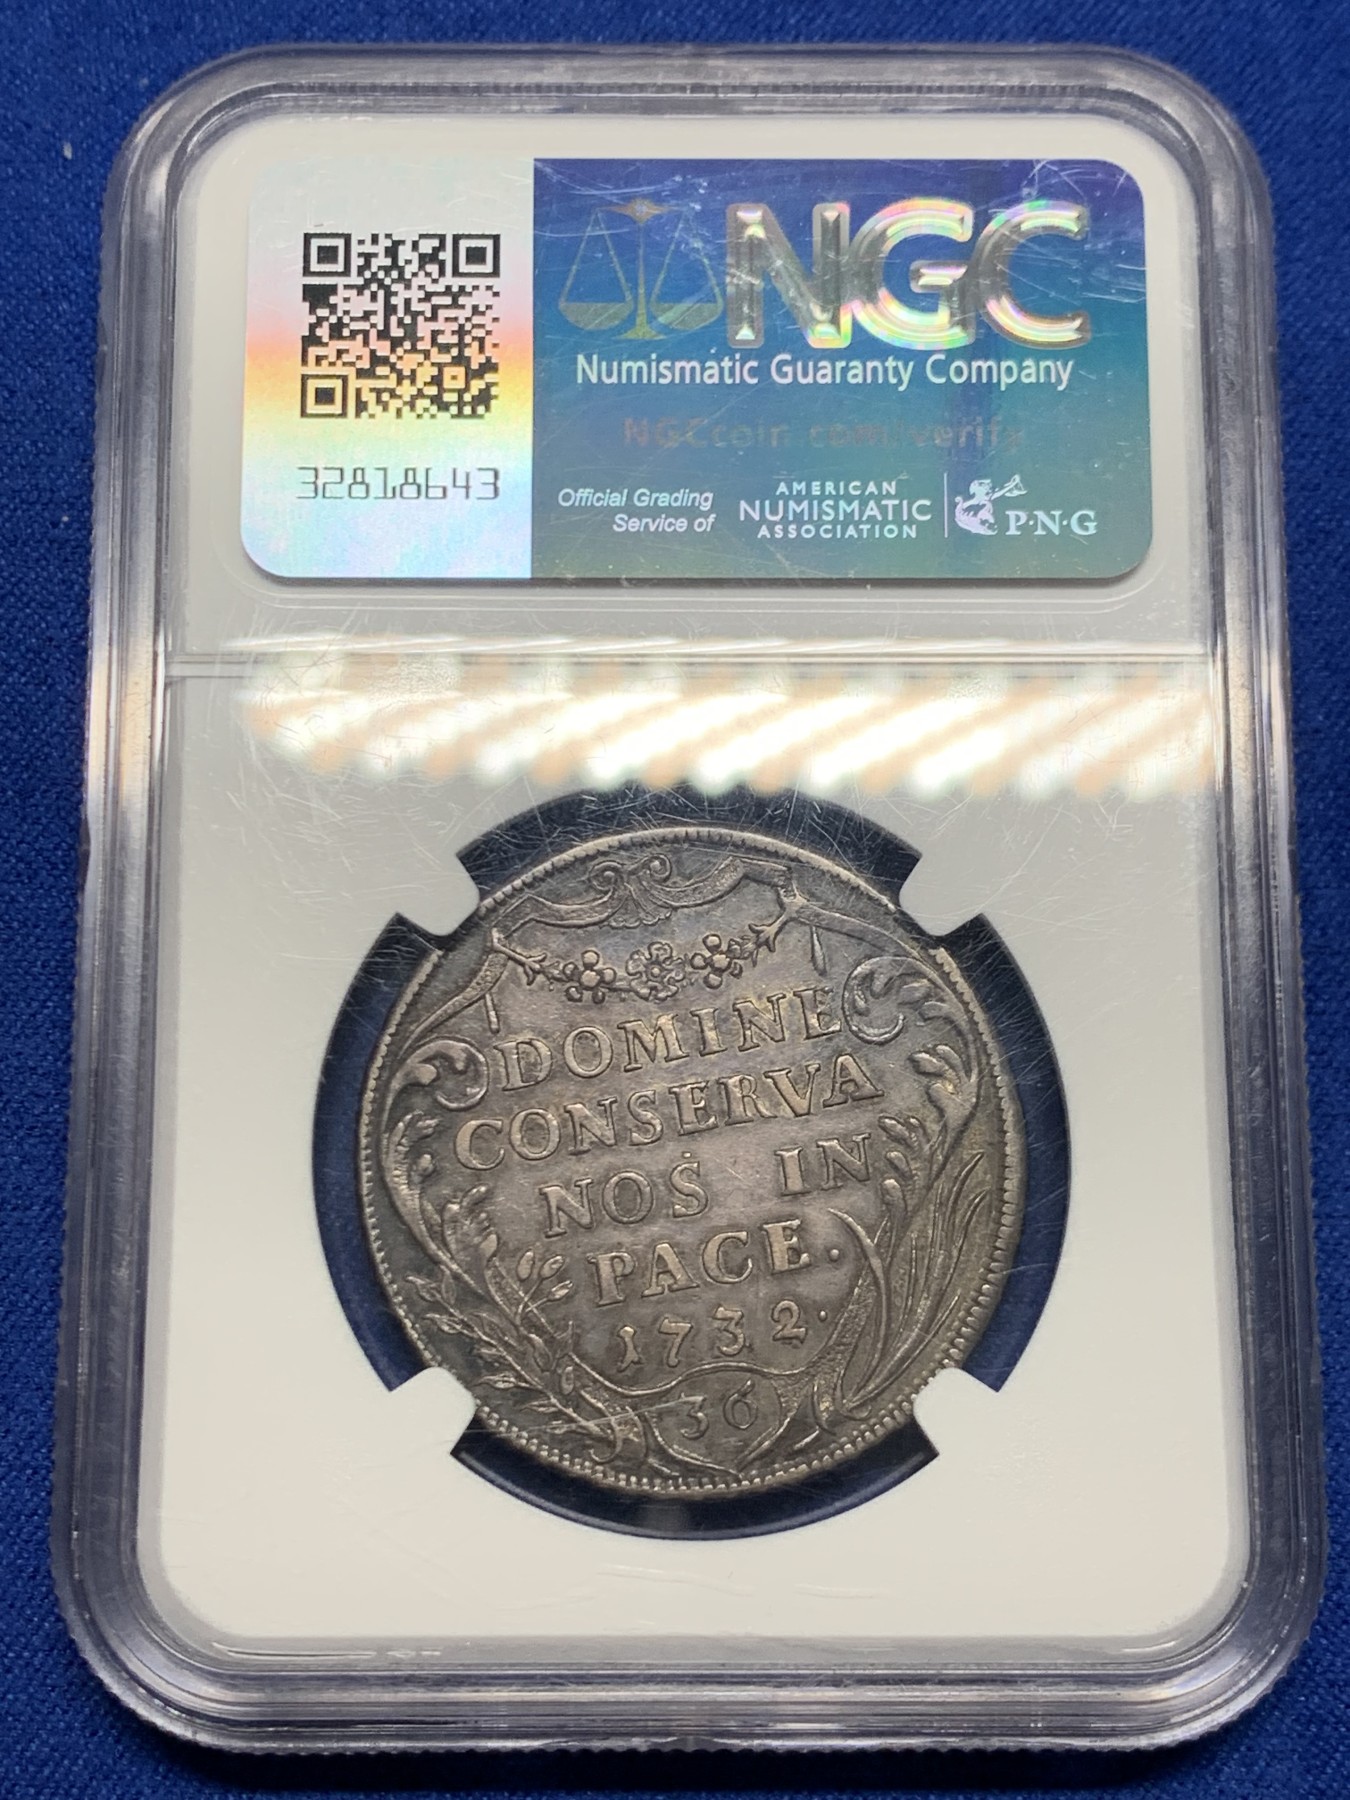 NGC
Numismatic Guaranty Company
NGCcoin.com/verify
32818643
Official Grading
Service of
AMERICAN
NUMISMATIC
ASSOCIATION
P·N·G
DOMINE
CONSERVA
NOS IN
PACE.
1732.
36